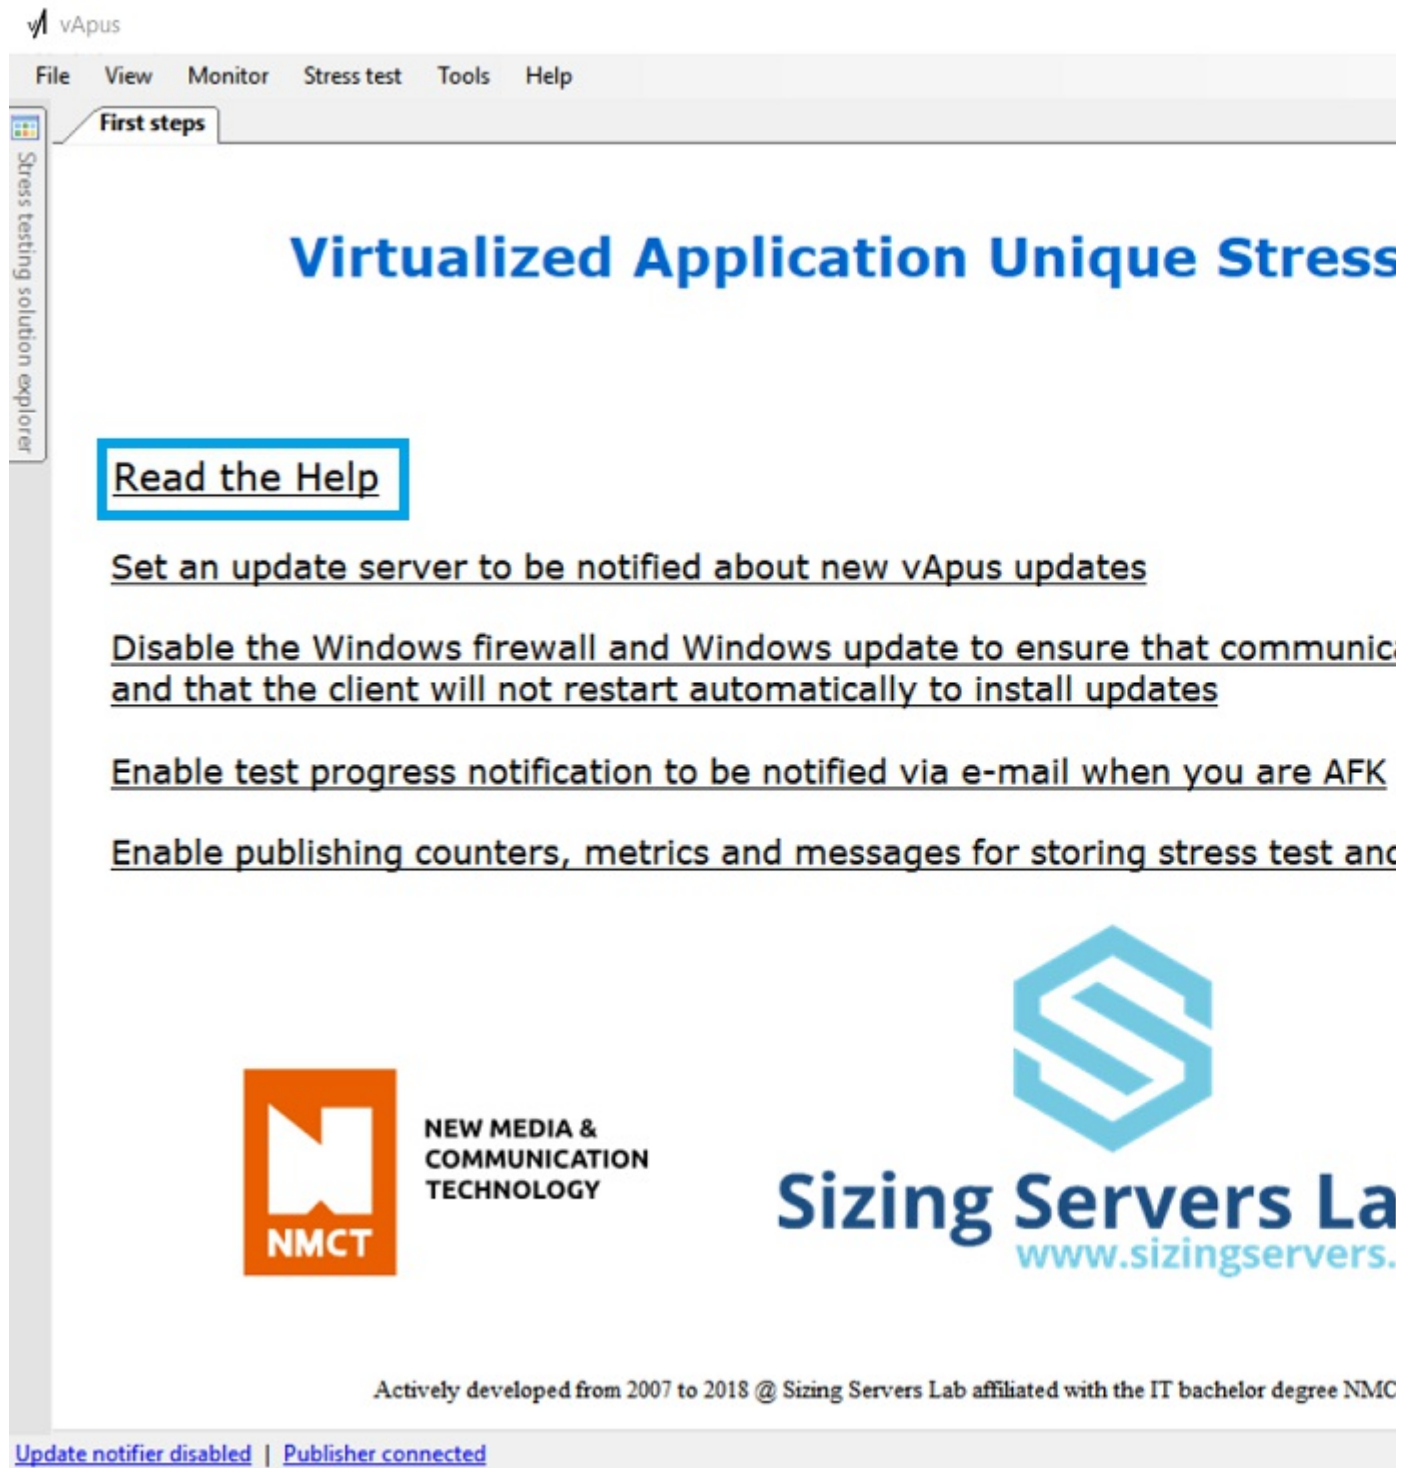 vApus
File View Monitor Stress test Tools Help
First steps
Stress testing solution explorer
Virtualized Application Unique Stress
Read the Help
Set an update server to be notified about new vApus updates
Disable the Windows firewall and Windows update to ensure that communic
and that the client will not restart automatically to install updates
Enable test progress notification to be notified via e-mail when you are AFK
Enable publishing counters, metrics and messages for storing stress test and
NEW MEDIA &
COMMUNICATION
TECHNOLOGY
NMCT
Sizing Servers La
www.sizingservers.
Actively developed from 2007 to 2018 @ Sizing Servers Lab affiliated with the IT bachelor degree NMC
Update notifier disabled | Publisher connected